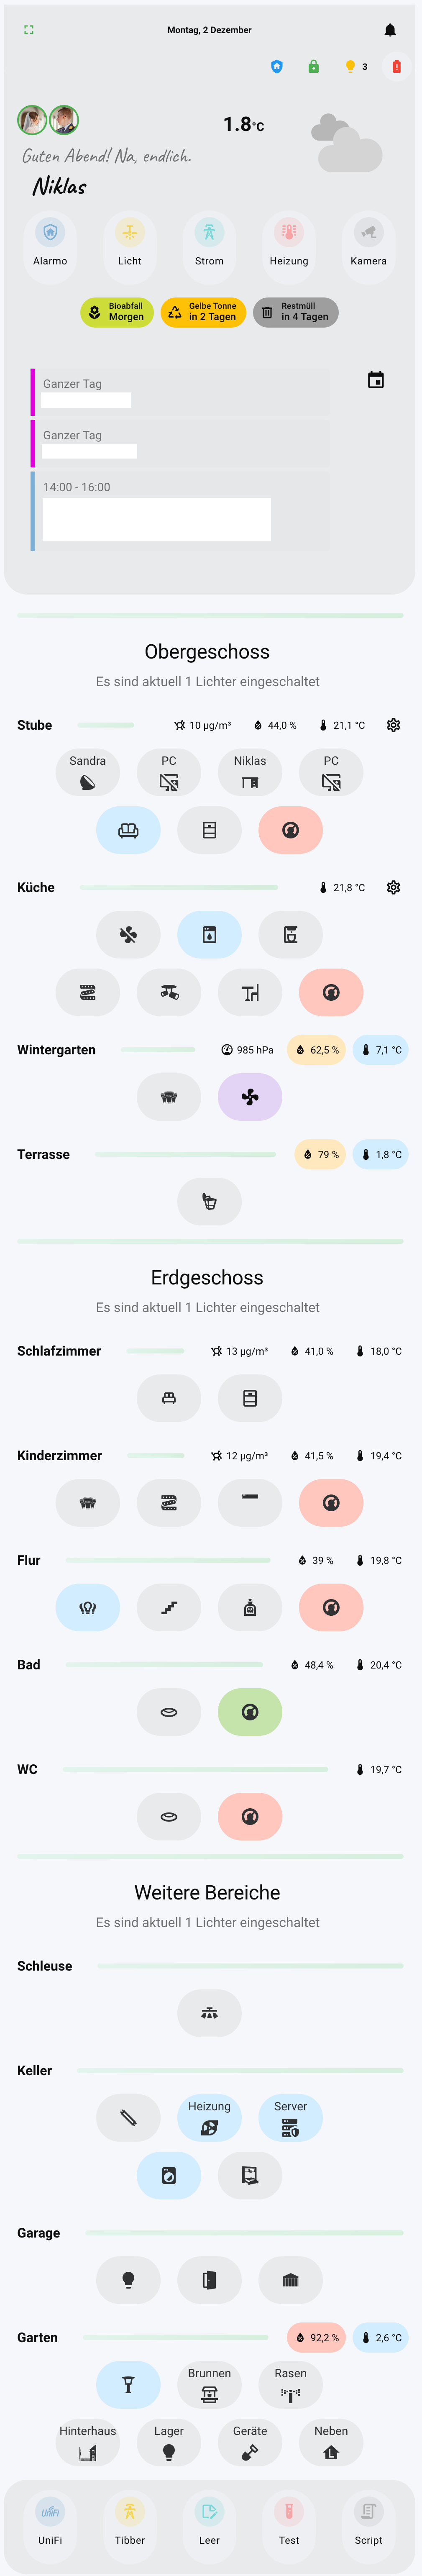 Montag, 2 Dezember
3
1.8°C
Guten Abend! Na, endlich.
Niklas
Alarmo Licht Strom Heizung Kamera
Bioabfall Gelbe Tonne Restmüll
Morgen in 2 Tagen in 4 Tagen
Ganzer Tag
Ganzer Tag
14:00 - 16:00
Obergeschoss
Es sind aktuell 1 Lichter eingeschaltet
Stube 10 µg/m³ 44,0 % 21,1 °C
Sandra PC Niklas PC
Küche 21,8 °C
Wintergarten 985 hPa 62,5 % 7,1 °C
Terrasse 79 % 1,8 °C
Erdgeschoss
Es sind aktuell 1 Lichter eingeschaltet
Schlafzimmer 13 µg/m³ 41,0 % 18,0 °C
Kinderzimmer 12 µg/m³ 41,5 % 19,4 °C
Flur 39 % 19,8 °C
Bad 48,4 % 20,4 °C
WC 19,7 °C
Weitere Bereiche
Es sind aktuell 1 Lichter eingeschaltet
Schleuse
Keller
Heizung Server
Garage
Garten 92,2 % 2,6 °C
Brunnen Rasen
Hinterhaus Lager Geräte Neben
UniFi
UniFi Tibber Leer Test Script